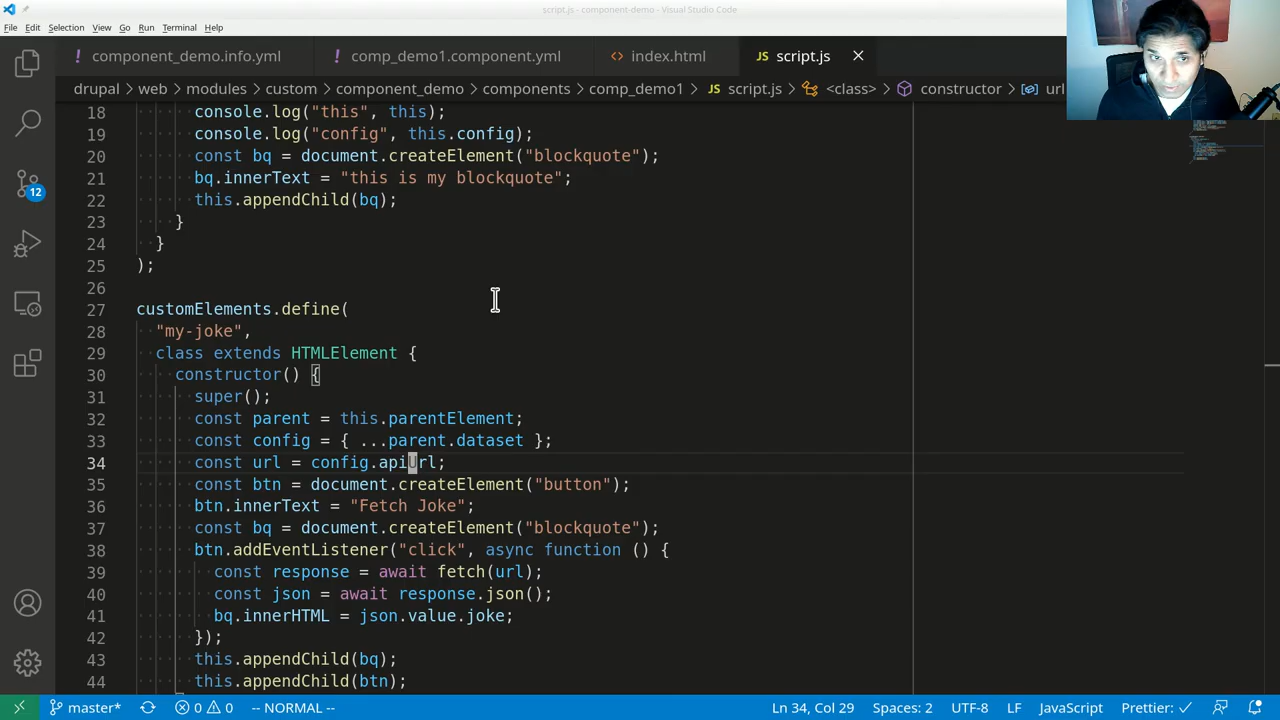 script.js - component-demo - Visual Studio Code
File Edit Selection View Go Run Terminal Help
! component_demo.info.yml ! comp_demo1.component.yml <> index.html JS script.js ×
drupal > web > modules > custom > component_demo > components > comp_demo1 > JS script.js > <class> > constructor > url
18 ······console.log("this", this);
19 ······console.log("config", this.config);
20 ······const bq = document.createElement("blockquote");
21 ······bq.innerText = "this is my blockquote";
22 ······this.appendChild(bq);
23 ····}
24 ··}
25 );
26
27 customElements.define(
28 ··"my-joke",
29 ··class extends HTMLElement {
30 ····constructor() {
31 ······super();
32 ······const parent = this.parentElement;
33 ······const config = { ...parent.dataset };
34 ······const url = config.apiUrl;
35 ······const btn = document.createElement("button");
36 ······btn.innerText = "Fetch Joke";
37 ······const bq = document.createElement("blockquote");
38 ······btn.addEventListener("click", async function () {
39 ········const response = await fetch(url);
40 ········const json = await response.json();
41 ········bq.innerHTML = json.value.joke;
42 ······});
43 ······this.appendChild(bq);
44 ······this.appendChild(btn);
12
master* 0 0 -- NORMAL -- Ln 34, Col 29 Spaces: 2 UTF-8 LF JavaScript Prettier: ✓